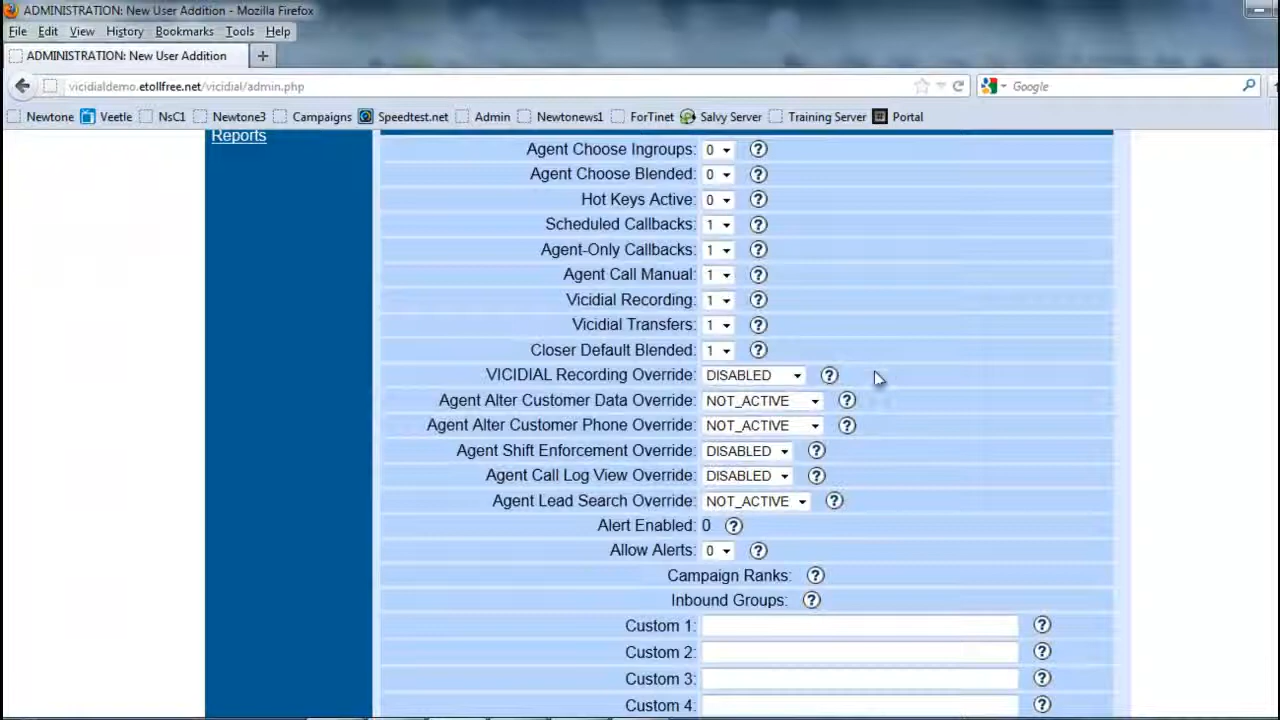 ADMINISTRATION: New User Addition - Mozilla Firefox
File Edit View History Bookmarks Tools Help
ADMINISTRATION: New User Addition +
vicidialdemo.etollfree.net/vicidial/admin.php Google
Newtone Veetle NsC1 Newtone3 Campaigns Speedtest.net Admin Newtonews1 ForTinet Salvy Server Training Server Portal
Reports
Agent Choose Ingroups: 0 ?
Agent Choose Blended: 0 ?
Hot Keys Active: 0 ?
Scheduled Callbacks: 1 ?
Agent-Only Callbacks: 1 ?
Agent Call Manual: 1 ?
Vicidial Recording: 1 ?
Vicidial Transfers: 1 ?
Closer Default Blended: 1 ?
VICIDIAL Recording Override: DISABLED ?
Agent Alter Customer Data Override: NOT_ACTIVE ?
Agent Alter Customer Phone Override: NOT_ACTIVE ?
Agent Shift Enforcement Override: DISABLED ?
Agent Call Log View Override: DISABLED ?
Agent Lead Search Override: NOT_ACTIVE ?
Alert Enabled: 0 ?
Allow Alerts: 0 ?
Campaign Ranks: ?
Inbound Groups: ?
Custom 1: ?
Custom 2: ?
Custom 3: ?
Custom 4: ?